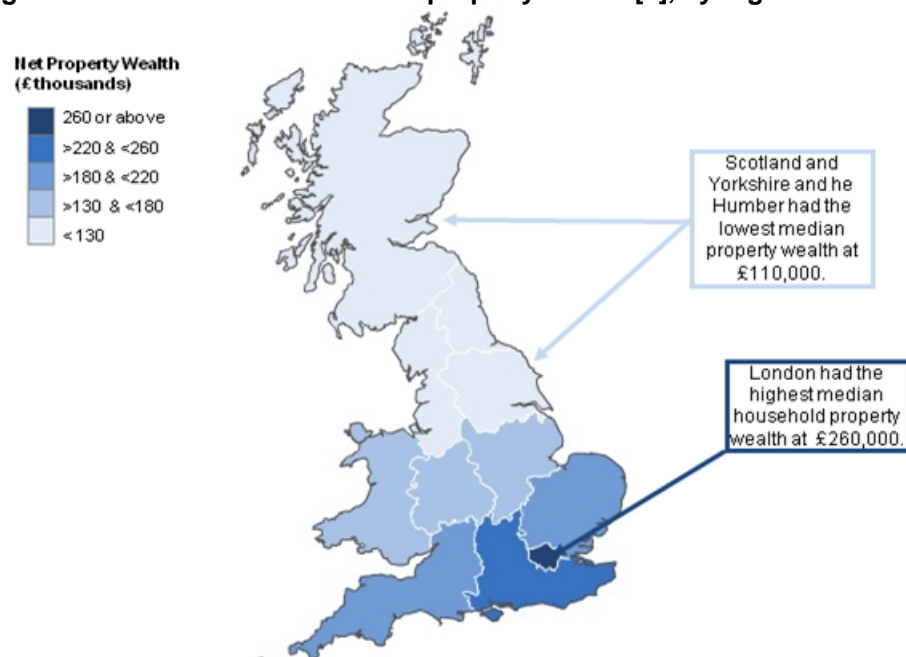 Net Property Wealth
(£thousands)
260 or above
>220 & <260
>180 & <220
>130 & <180
<130
Scotland and
Yorkshire and he
Humber had the
lowest median
property wealth at
£110,000.
London had the
highest median
household property
wealth at £260,000.